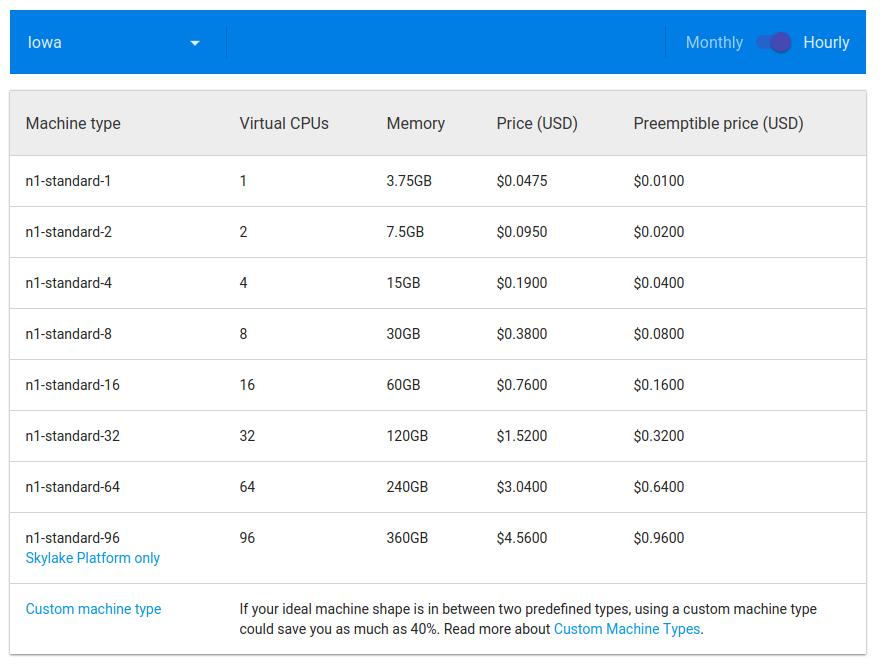 Iowa Monthly Hourly
Machine type Virtual CPUs Memory Price (USD) Preemptible price (USD)
n1-standard-1 1 3.75GB $0.0475 $0.0100
n1-standard-2 2 7.5GB $0.0950 $0.0200
n1-standard-4 4 15GB $0.1900 $0.0400
n1-standard-8 8 30GB $0.3800 $0.0800
n1-standard-16 16 60GB $0.7600 $0.1600
n1-standard-32 32 120GB $1.5200 $0.3200
n1-standard-64 64 240GB $3.0400 $0.6400
n1-standard-96 96 360GB $4.5600 $0.9600
Skylake Platform only
Custom machine type If your ideal machine shape is in between two predefined types, using a custom machine type
could save you as much as 40%. Read more about Custom Machine Types.